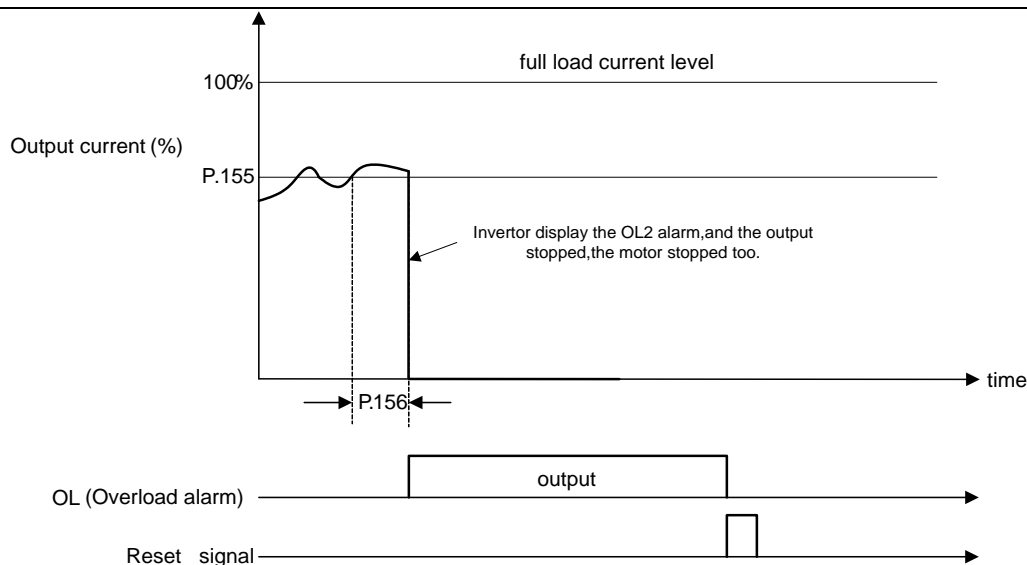 full load current level
100%
Output current (%)
P.155
Invertor display the OL2 alarm,and the output
stopped,the motor stopped too.
time
P.156
output
OL (Overload alarm)
Reset signal